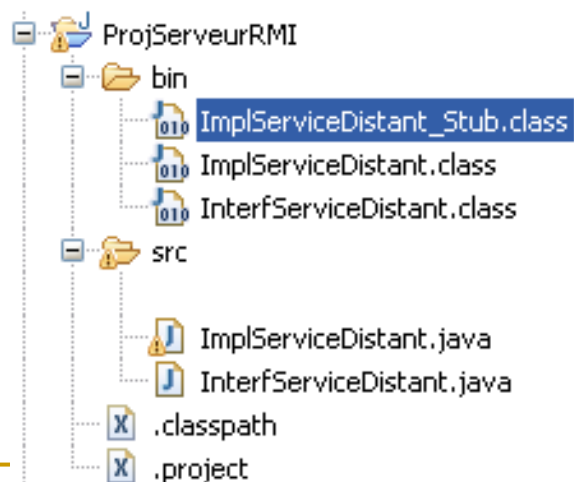 ProjServeurRMI
bin
ImplServiceDistant_Stub.class
ImplServiceDistant.class
InterfServiceDistant.class
src
ImplServiceDistant.java
InterfServiceDistant.java
.classpath
.project